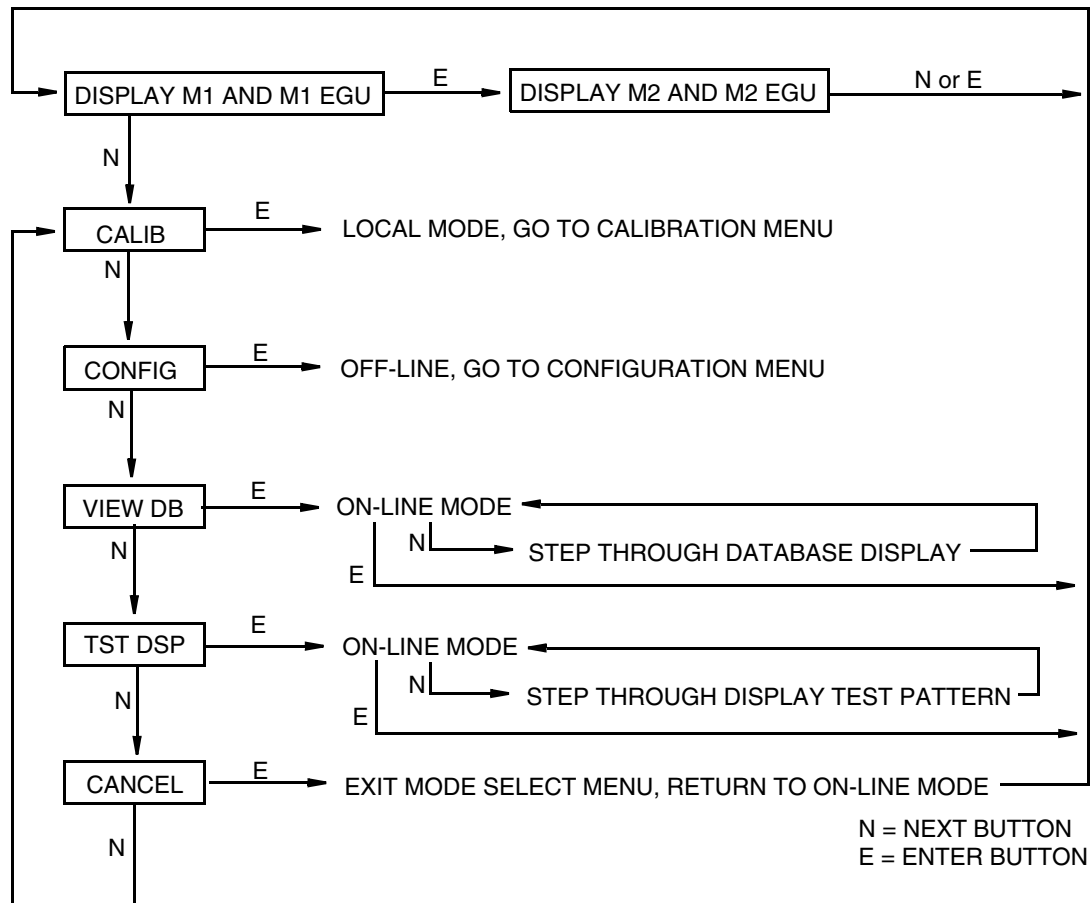 DISPLAY M1 AND M1 EGU
E
DISPLAY M2 AND M2 EGU
N or E
N
CALIB
E
LOCAL MODE, GO TO CALIBRATION MENU
N
CONFIG
E
OFF-LINE, GO TO CONFIGURATION MENU
N
VIEW DB
E
ON-LINE MODE
N
STEP THROUGH DATABASE DISPLAY
E
N
TST DSP
E
ON-LINE MODE
N
STEP THROUGH DISPLAY TEST PATTERN
E
N
CANCEL
E
EXIT MODE SELECT MENU, RETURN TO ON-LINE MODE
N
N = NEXT BUTTON
E = ENTER BUTTON